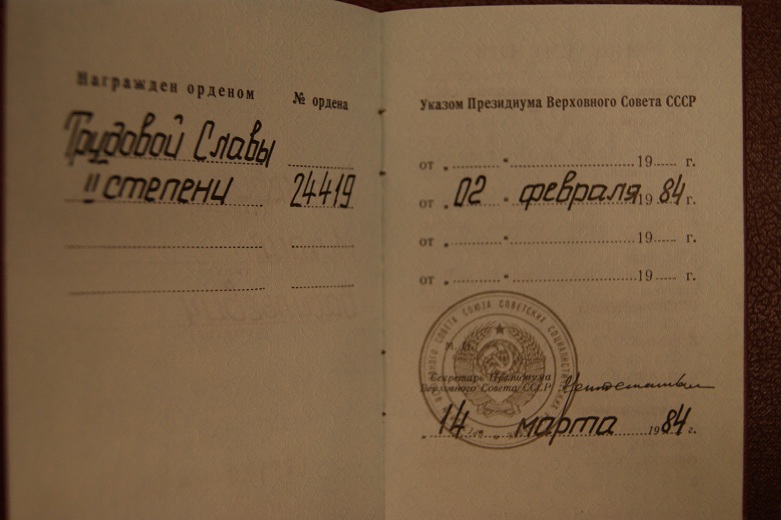 Награжден орденом № ордена
Трудовой Славы
II степени 24419
Указом Президиума Верховного Совета СССР
от „ “ 19 г.
от „ 02 “ февраля 19 84 г.
от „ “ 19 г.
от „ “ 19 г.
М. П.
Секретарь Президиума
Верховного Совета СССР
„ 14 “ марта 19 84 г.